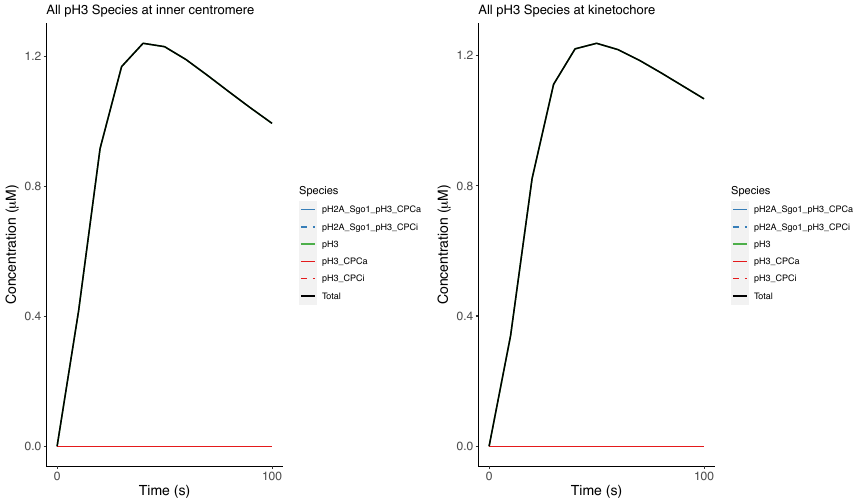 All pH3 Species at inner centromere
1.2
0.8
0.4
0.0
Concentration (μM)
0
100
Time (s)
Species
pH2A_Sgo1_pH3_CPCa
pH2A_Sgo1_pH3_CPCi
pH3
pH3_CPCa
pH3_CPCi
Total
All pH3 Species at kinetochore
1.2
0.8
0.4
0.0
Concentration (μM)
0
100
Time (s)
Species
pH2A_Sgo1_pH3_CPCa
pH2A_Sgo1_pH3_CPCi
pH3
pH3_CPCa
pH3_CPCi
Total